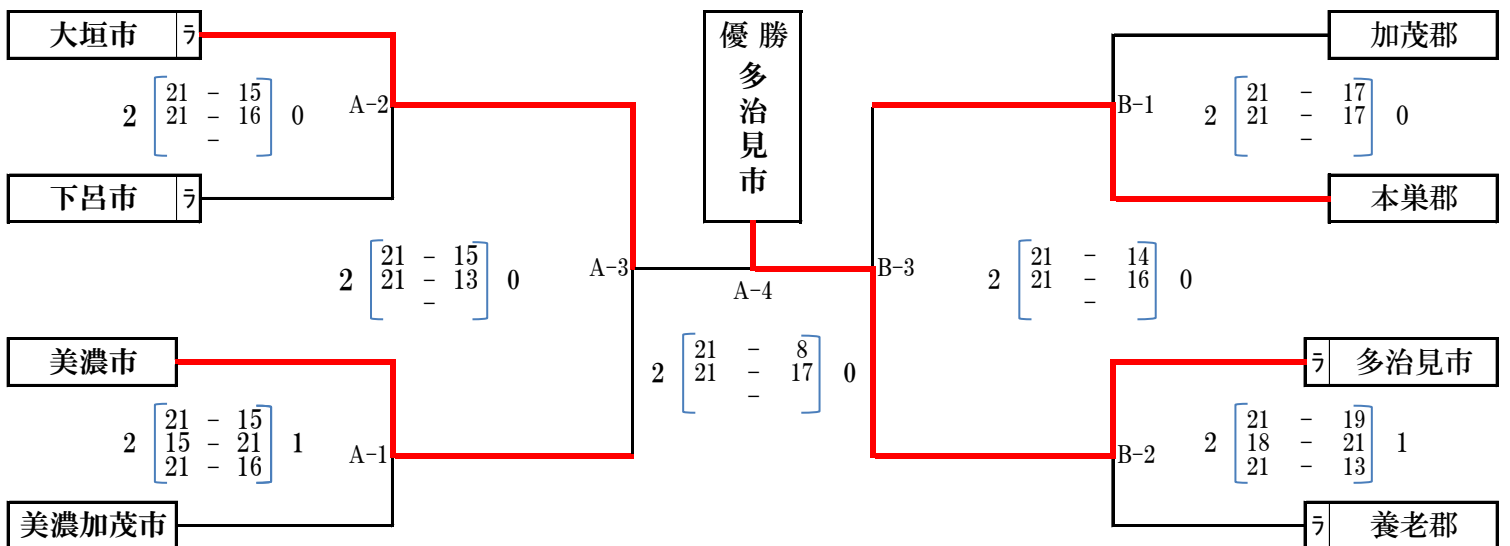 大垣市 ラ
2 21 - 15 0
21 - 16
-
A-2
下呂市 ラ
2 21 - 15 0
21 - 13
-
A-3
美濃市
2 21 - 15 1
15 - 21
21 - 16
A-1
美濃加茂市
優勝
多治見市
A-4
2 21 - 8 0
21 - 17
-
加茂郡
B-1
2 21 - 17 0
21 - 17
-
本巣郡
B-3
2 21 - 14 0
21 - 16
-
ラ 多治見市
B-2
2 21 - 19 1
18 - 21
21 - 13
ラ 養老郡